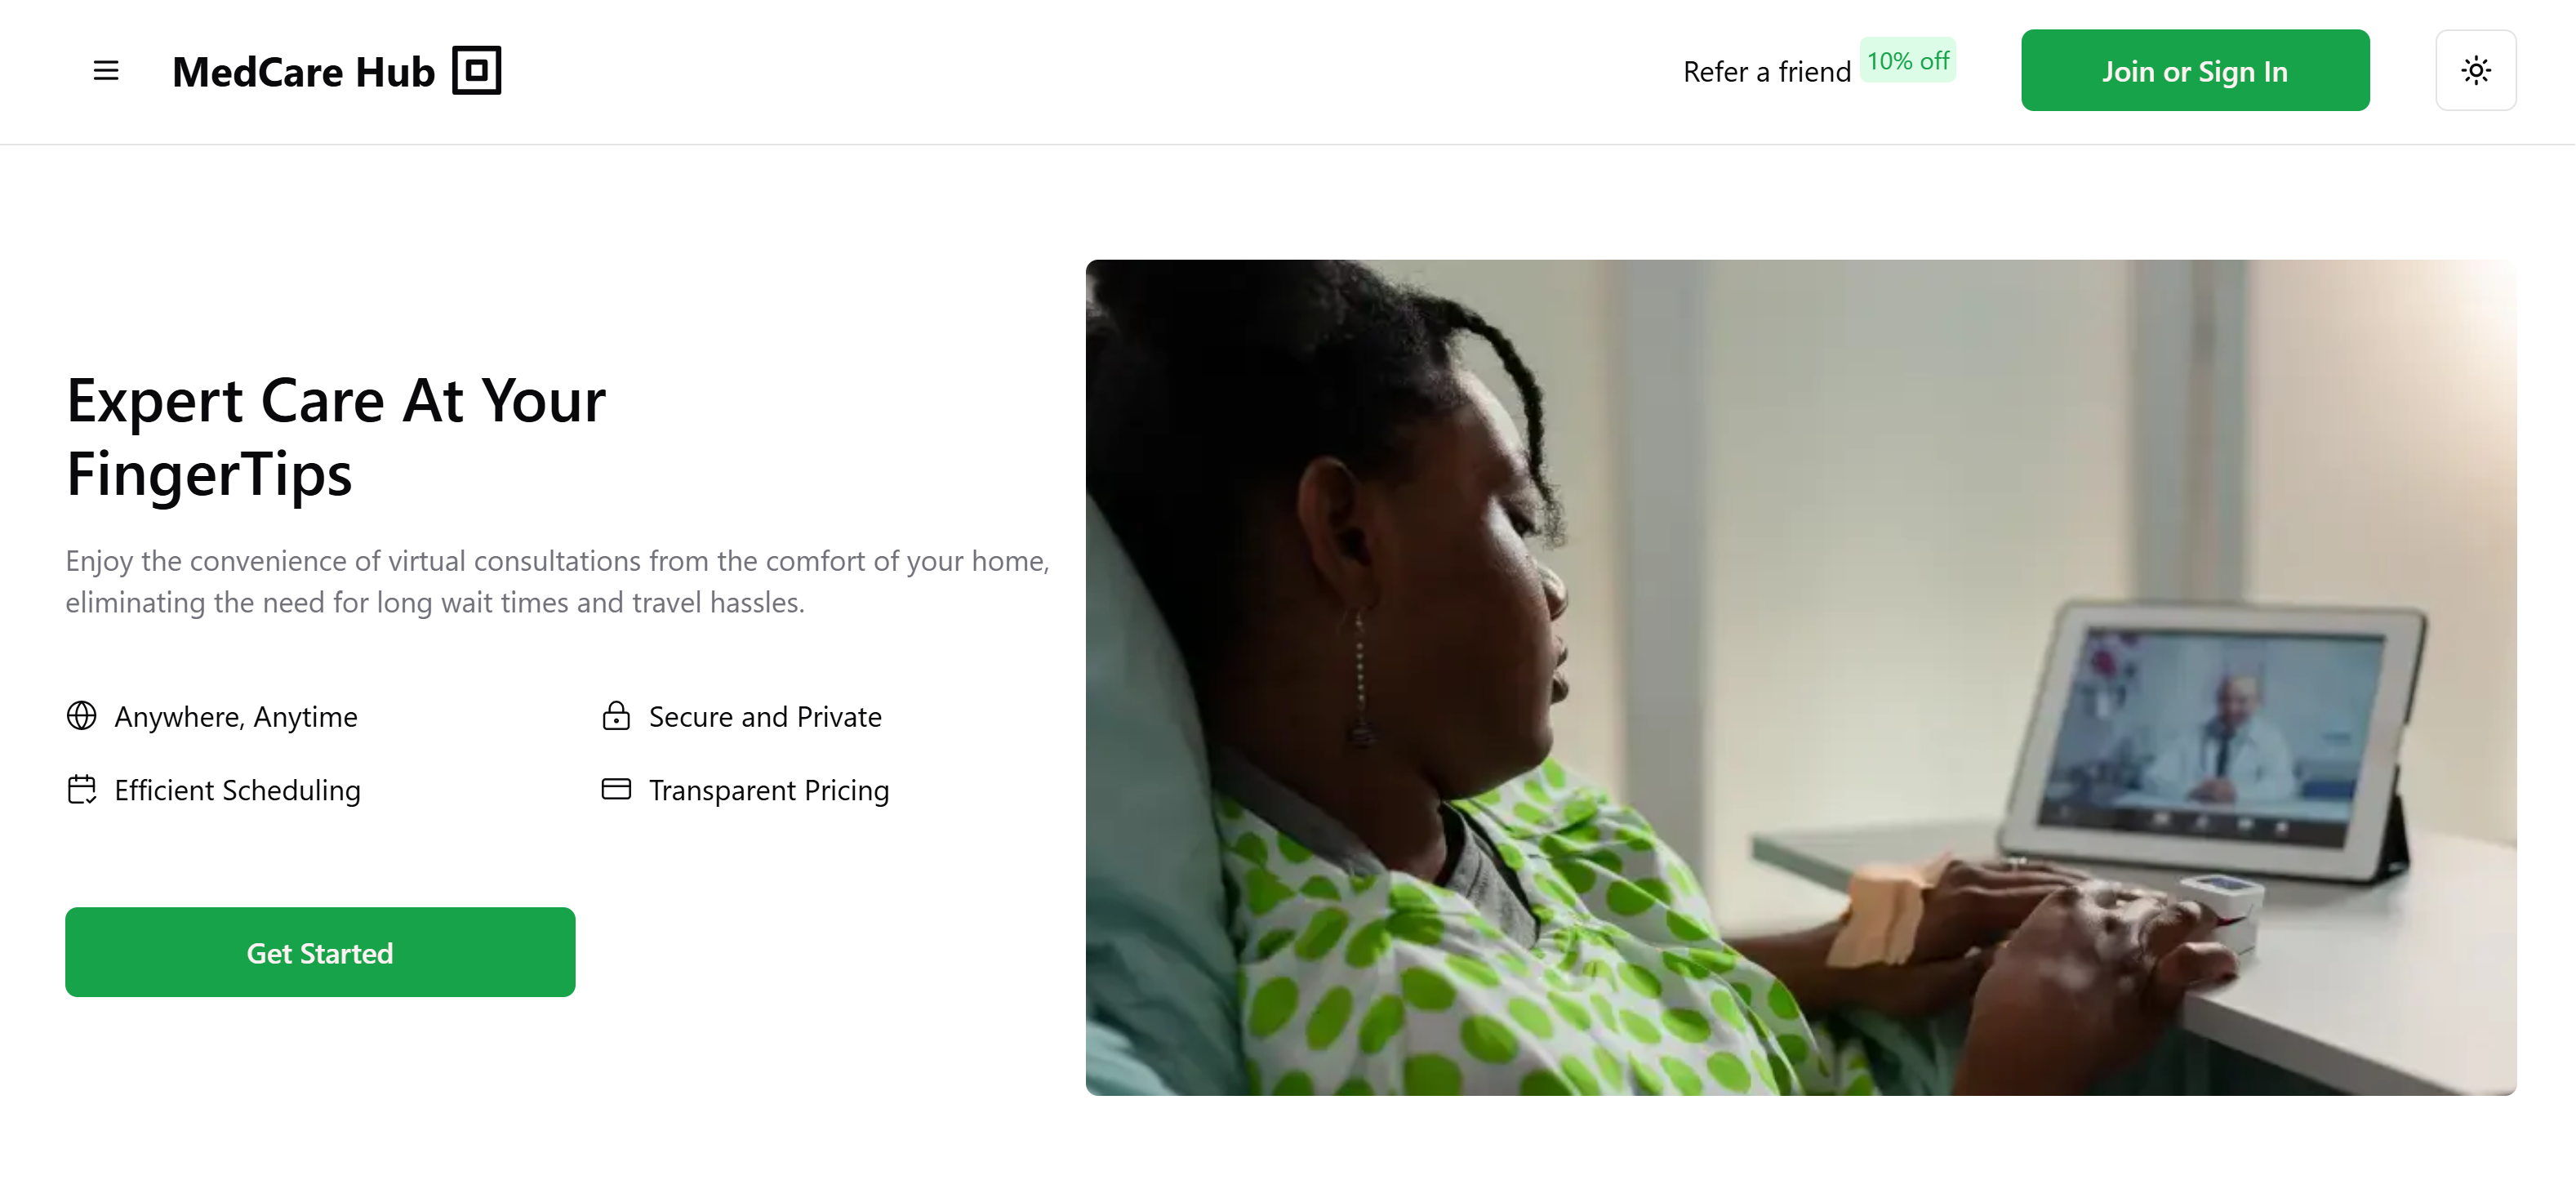 MedCare Hub
Refer a friend 10% off
Join or Sign In
Expert Care At Your
FingerTips
Enjoy the convenience of virtual consultations from the comfort of your home,
eliminating the need for long wait times and travel hassles.
Anywhere, Anytime
Secure and Private
Efficient Scheduling
Transparent Pricing
Get Started